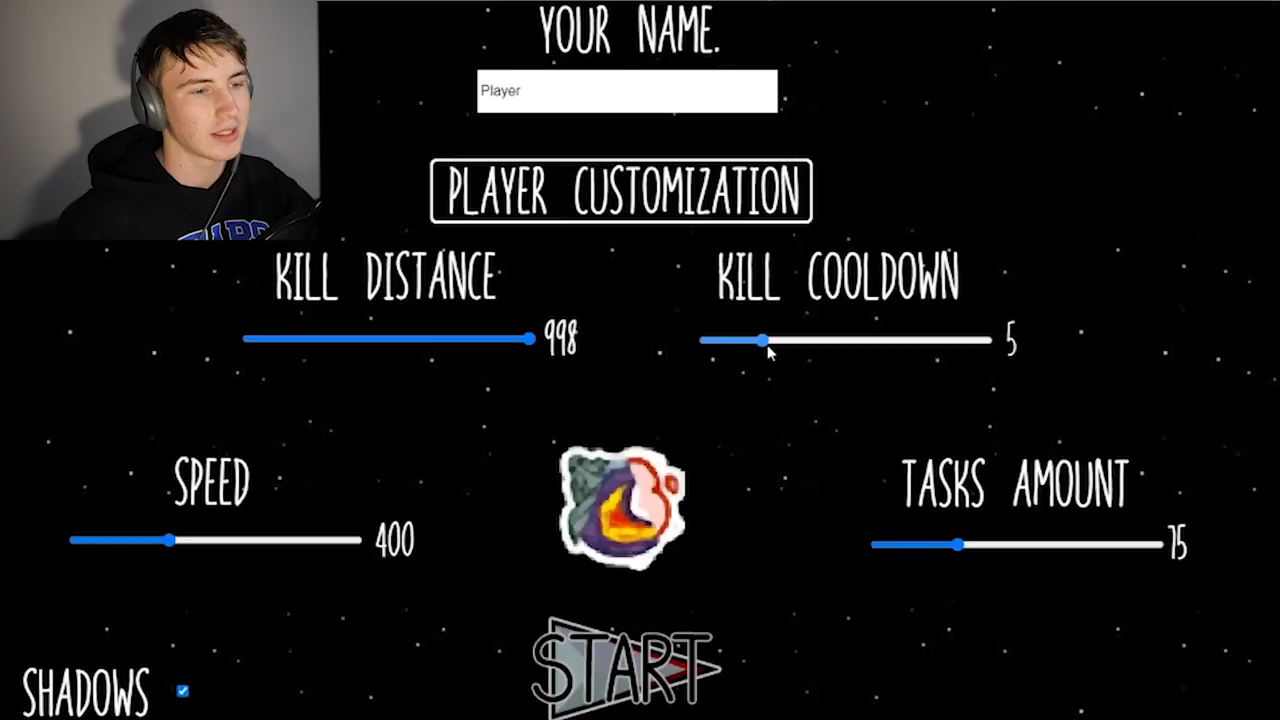 YOUR NAME.
Player
PLAYER CUSTOMIZATION
KILL DISTANCE
998
KILL COOLDOWN
5
SPEED
400
TASKS AMOUNT
15
START
SHADOWS